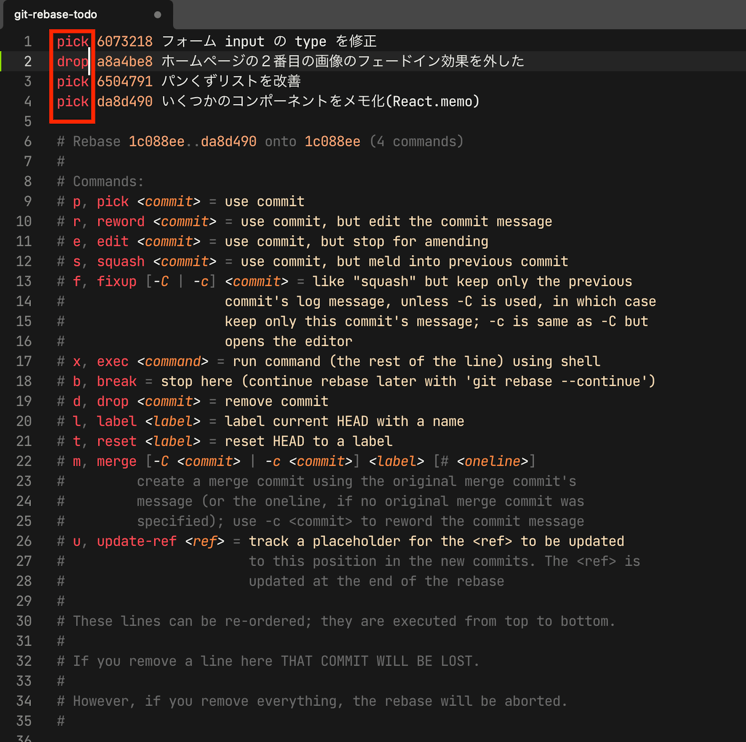 git-rebase-todo
1 pick 6073218 フォーム input の type を修正
2 drop a8a4be8 ホームページの２番目の画像のフェードイン効果を外した
3 pick 6504791 パンくずリストを改善
4 pick da8d490 いくつかのコンポーネントをメモ化(React.memo)
5
6 # Rebase 1c088ee..da8d490 onto 1c088ee (4 commands)
7 #
8 # Commands:
9 # p, pick <commit> = use commit
10 # r, reword <commit> = use commit, but edit the commit message
11 # e, edit <commit> = use commit, but stop for amending
12 # s, squash <commit> = use commit, but meld into previous commit
13 # f, fixup [-C | -c] <commit> = like "squash" but keep only the previous
14 # commit's log message, unless -C is used, in which case
15 # keep only this commit's message; -c is same as -C but
16 # opens the editor
17 # x, exec <command> = run command (the rest of the line) using shell
18 # b, break = stop here (continue rebase later with 'git rebase --continue')
19 # d, drop <commit> = remove commit
20 # l, label <label> = label current HEAD with a name
21 # t, reset <label> = reset HEAD to a label
22 # m, merge [-C <commit> | -c <commit>] <label> [# <oneline>]
23 # create a merge commit using the original merge commit's
24 # message (or the oneline, if no original merge commit was
25 # specified); use -c <commit> to reword the commit message
26 # u, update-ref <ref> = track a placeholder for the <ref> to be updated
27 # to this position in the new commits. The <ref> is
28 # updated at the end of the rebase
29 #
30 # These lines can be re-ordered; they are executed from top to bottom.
31 #
32 # If you remove a line here THAT COMMIT WILL BE LOST.
33 #
34 # However, if you remove everything, the rebase will be aborted.
35 #
36